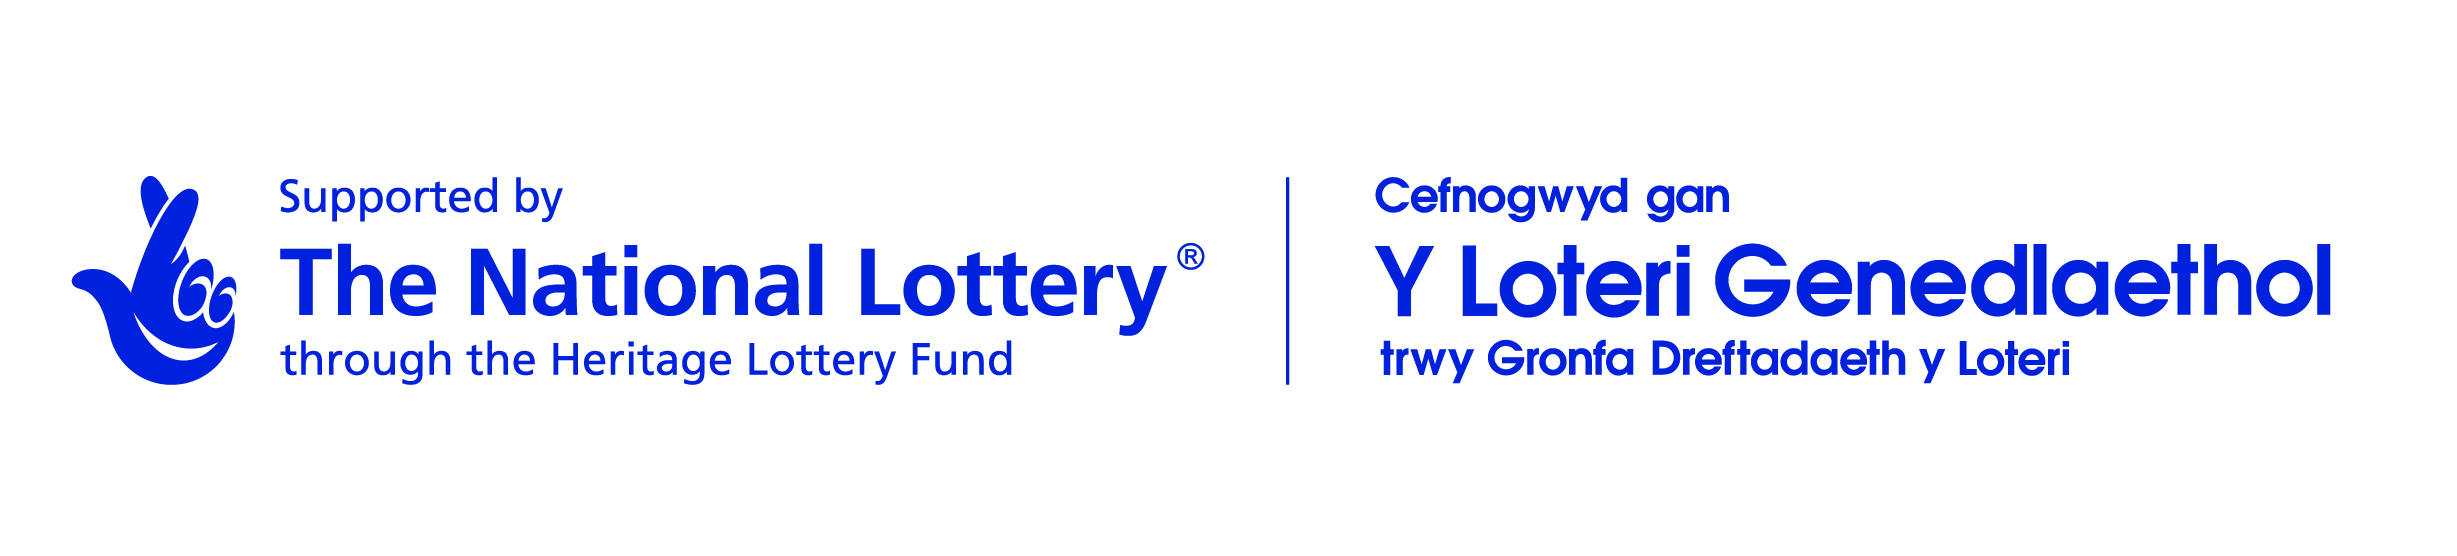 Supported by
The National Lottery®
through the Heritage Lottery Fund
Cefnogwyd gan
Y Loteri Genedlaethol
trwy Gronfa Dreftadaeth y Loteri